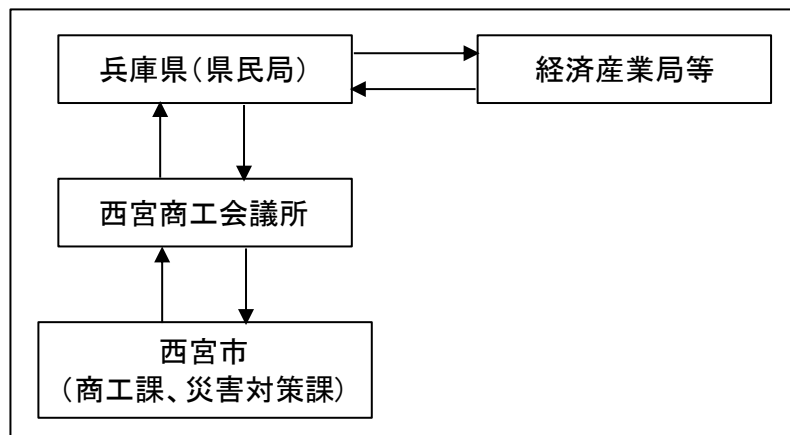 兵庫県（県民局）
経済産業局等
西宮商工会議所
西宮市
（商工課、災害対策課）